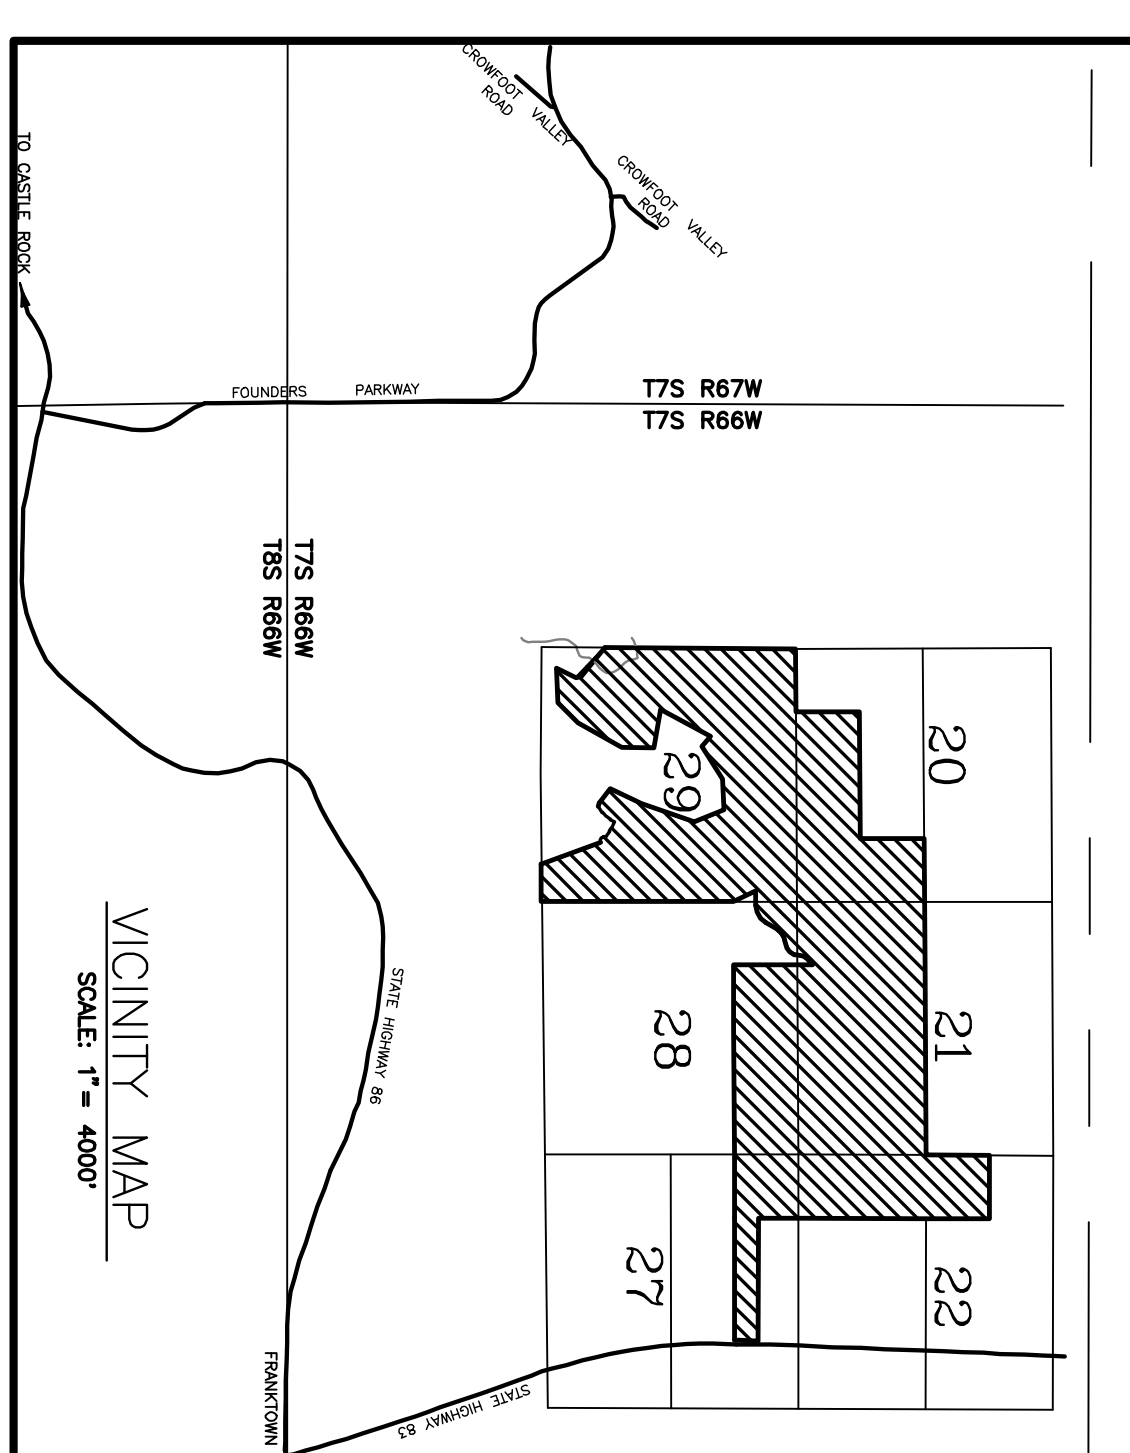 CROWFOOT VALLEY
ROAD
CROWFOOT VALLEY
ROAD
TO CASTLE ROCK
FOUNDERS PARKWAY
T7S R67W
T7S R66W
T7S R66W
T8S R66W
20
29
21
28
22
27
STATE HIGHWAY 86
STATE HIGHWAY 83
FRANKTOWN
VICINITY MAP
SCALE: 1"= 4000'